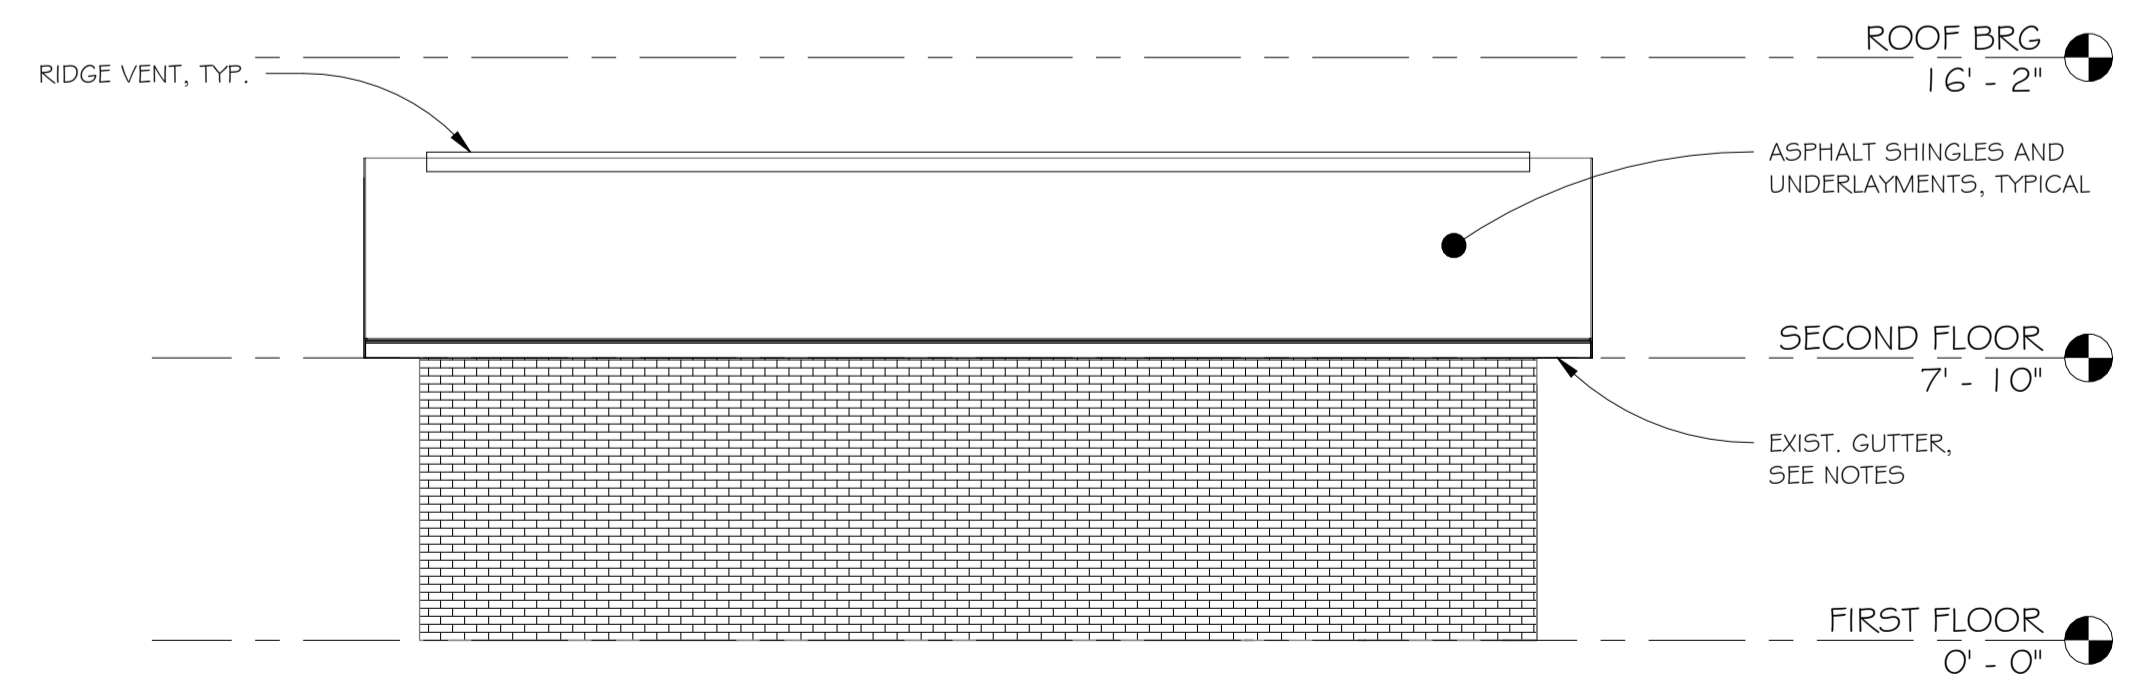 ROOF BRG
16' - 2"
RIDGE VENT, TYP.
ASPHALT SHINGLES AND
UNDERLAYMENTS, TYPICAL
SECOND FLOOR
7' - 10"
EXIST. GUTTER,
SEE NOTES
FIRST FLOOR
0' - 0"